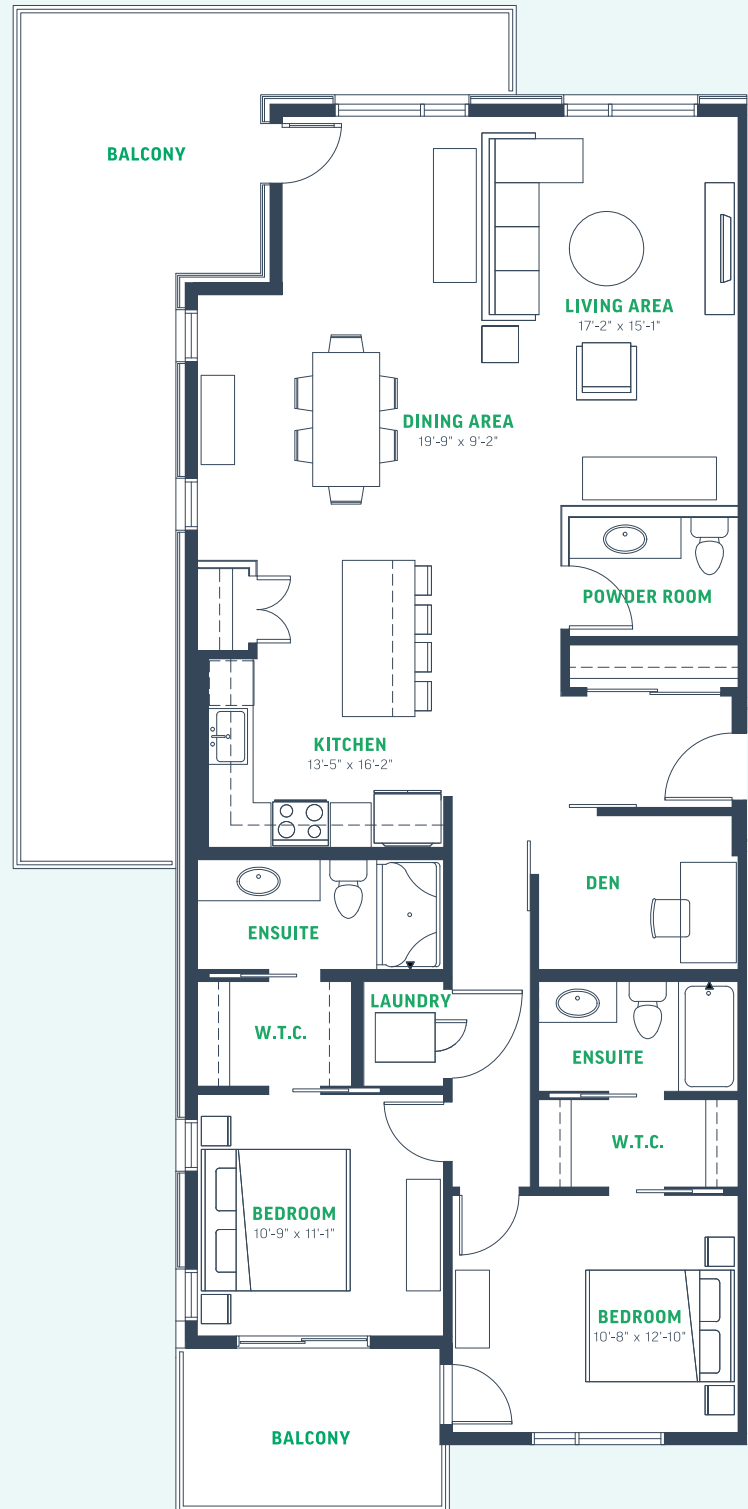 BALCONY
LIVING AREA
17'-2" x 15'-1"
DINING AREA
19'-9" x 9'-2"
POWDER ROOM
KITCHEN
13'-5" x 16'-2"
DEN
ENSUITE
LAUNDRY
W.T.C.
ENSUITE
W.T.C.
BEDROOM
10'-9" x 11'-1"
BEDROOM
10'-8" x 12'-10"
BALCONY